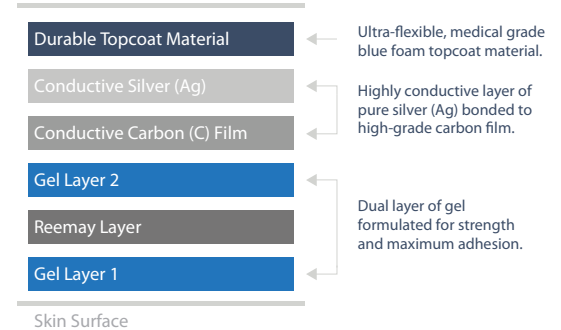 Durable Topcoat Material
Ultra-flexible, medical grade
blue foam topcoat material.
Conductive Silver (Ag)
Conductive Carbon (C) Film
Highly conductive layer of
pure silver (Ag) bonded to
high-grade carbon film.
Gel Layer 2
Reemay Layer
Gel Layer 1
Dual layer of gel
formulated for strength
and maximum adhesion.
Skin Surface